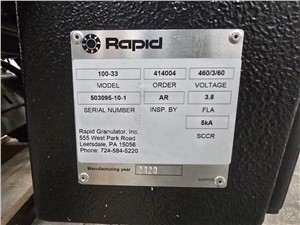 Rapid
100-33 414004 460/3/60
MODEL ORDER VOLTAGE
503095-10-1 AR 3.8
SERIAL NUMBER INSP. BY FLA
5kA
SCCR
Rapid Granulator, Inc.
555 West Park Road
Leetsdale, PA 15056
Phone: 724-584-5220
Manufacturing year